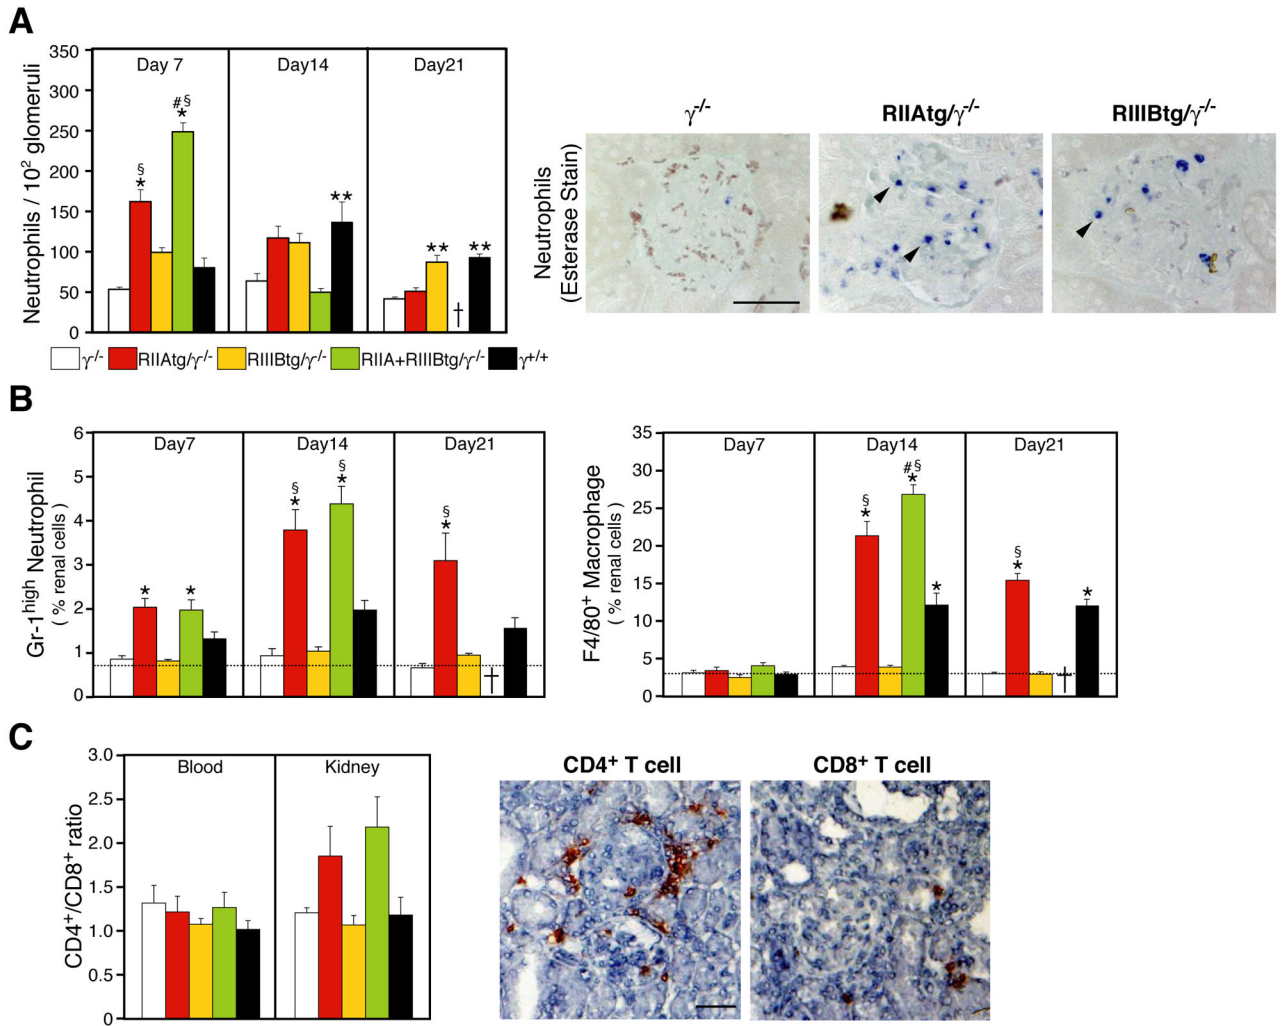 A
Neutrophils / 10² glomeruli
350
300
250
200
150
100
50
0
Day 7
Day14
Day21
§
*
#§
*
**
**
**
†
γ-/-
RIIAtg/γ-/-
RIIIBtg/γ-/-
RIIA+RIIIBtg/γ-/-
γ+/+
Neutrophils
(Esterase Stain)
γ-/-
RIIAtg/γ-/-
RIIIBtg/γ-/-
B
Gr-1high Neutrophil
( % renal cells )
6
5
4
3
2
1
0
Day7
Day14
Day21
*
*
§
*
§
*
§
*
†
F4/80+ Macrophage
( % renal cells )
35
30
25
20
15
10
5
0
Day7
Day14
Day21
§
*
#§
*
*
§
*
†
*
C
CD4+/CD8+ ratio
3.0
2.5
2.0
1.5
1.0
0.5
0
Blood
Kidney
CD4+ T cell
CD8+ T cell